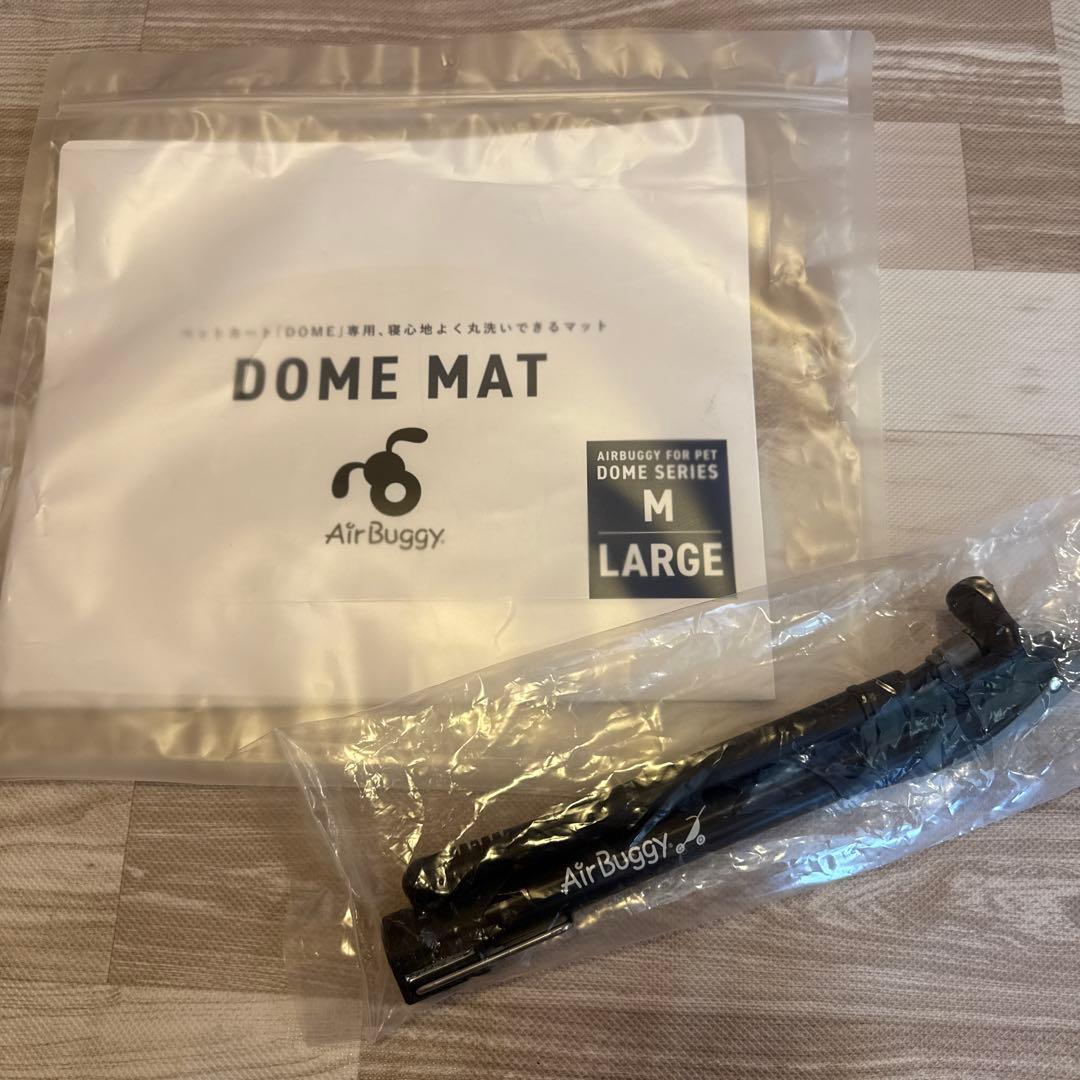 ペットカート「DOME」専用、寝心地よく丸洗いできるマット
DOME MAT
AirBuggy
AIRBUGGY FOR PET
DOME SERIES
M
LARGE
AirBuggy